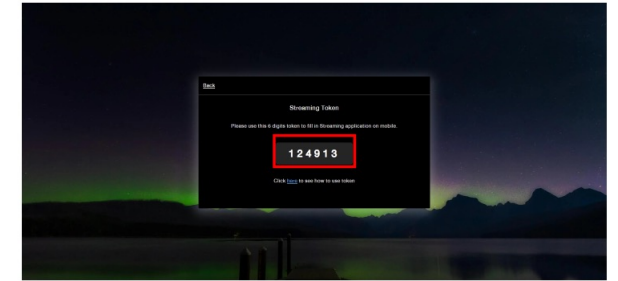 Back
Streaming Token
Please use this 6 digits token to fill in Streaming application on mobile.
124913
Click here to see how to use token